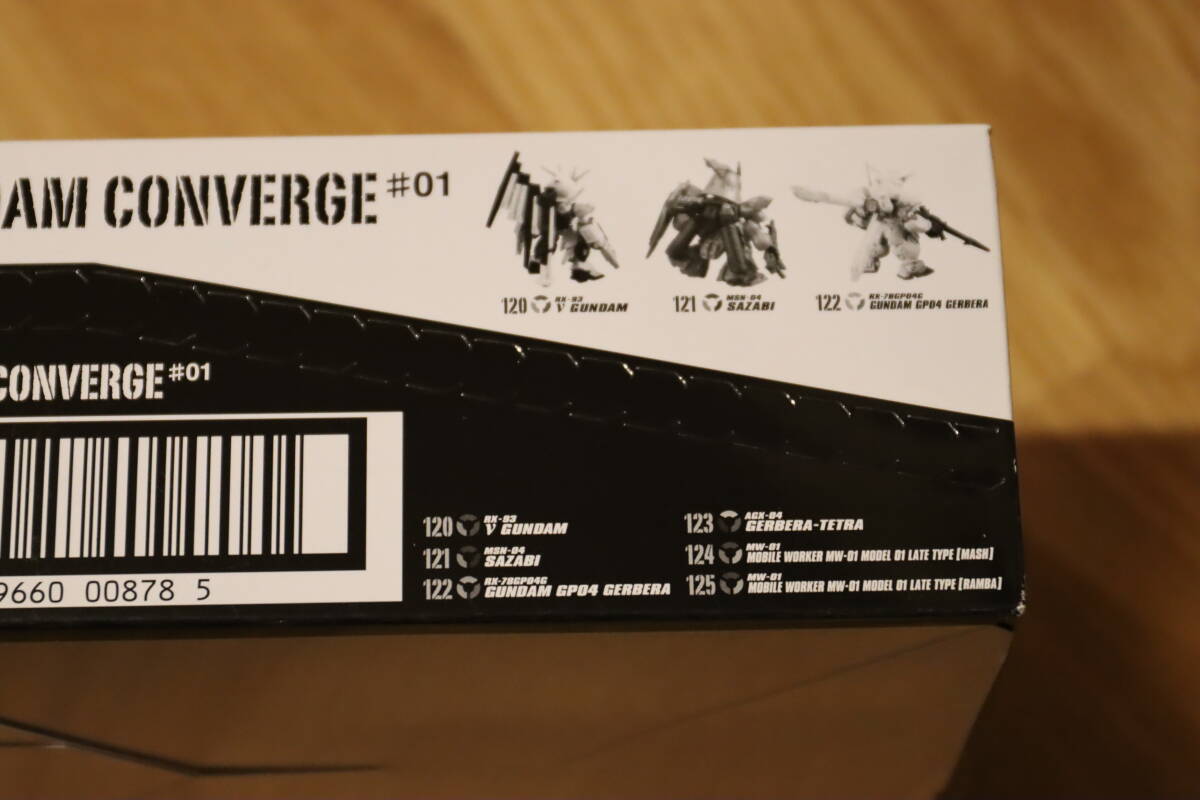 DAM CONVERGE #01
120 RX-93 ν GUNDAM
121 MSN-04 SAZABI
122 RX-78GP04G GUNDAM GP04 GERBERA
CONVERGE #01
9660 00878 5
120 RX-93 ν GUNDAM
121 MSN-04 SAZABI
122 RX-78GP04G GUNDAM GP04 GERBERA
123 AGX-04 GERBERA-TETRA
124 MW-01 MOBILE WORKER MW-01 MODEL 01 LATE TYPE [MASH]
125 MW-01 MOBILE WORKER MW-01 MODEL 01 LATE TYPE [RAMBA]